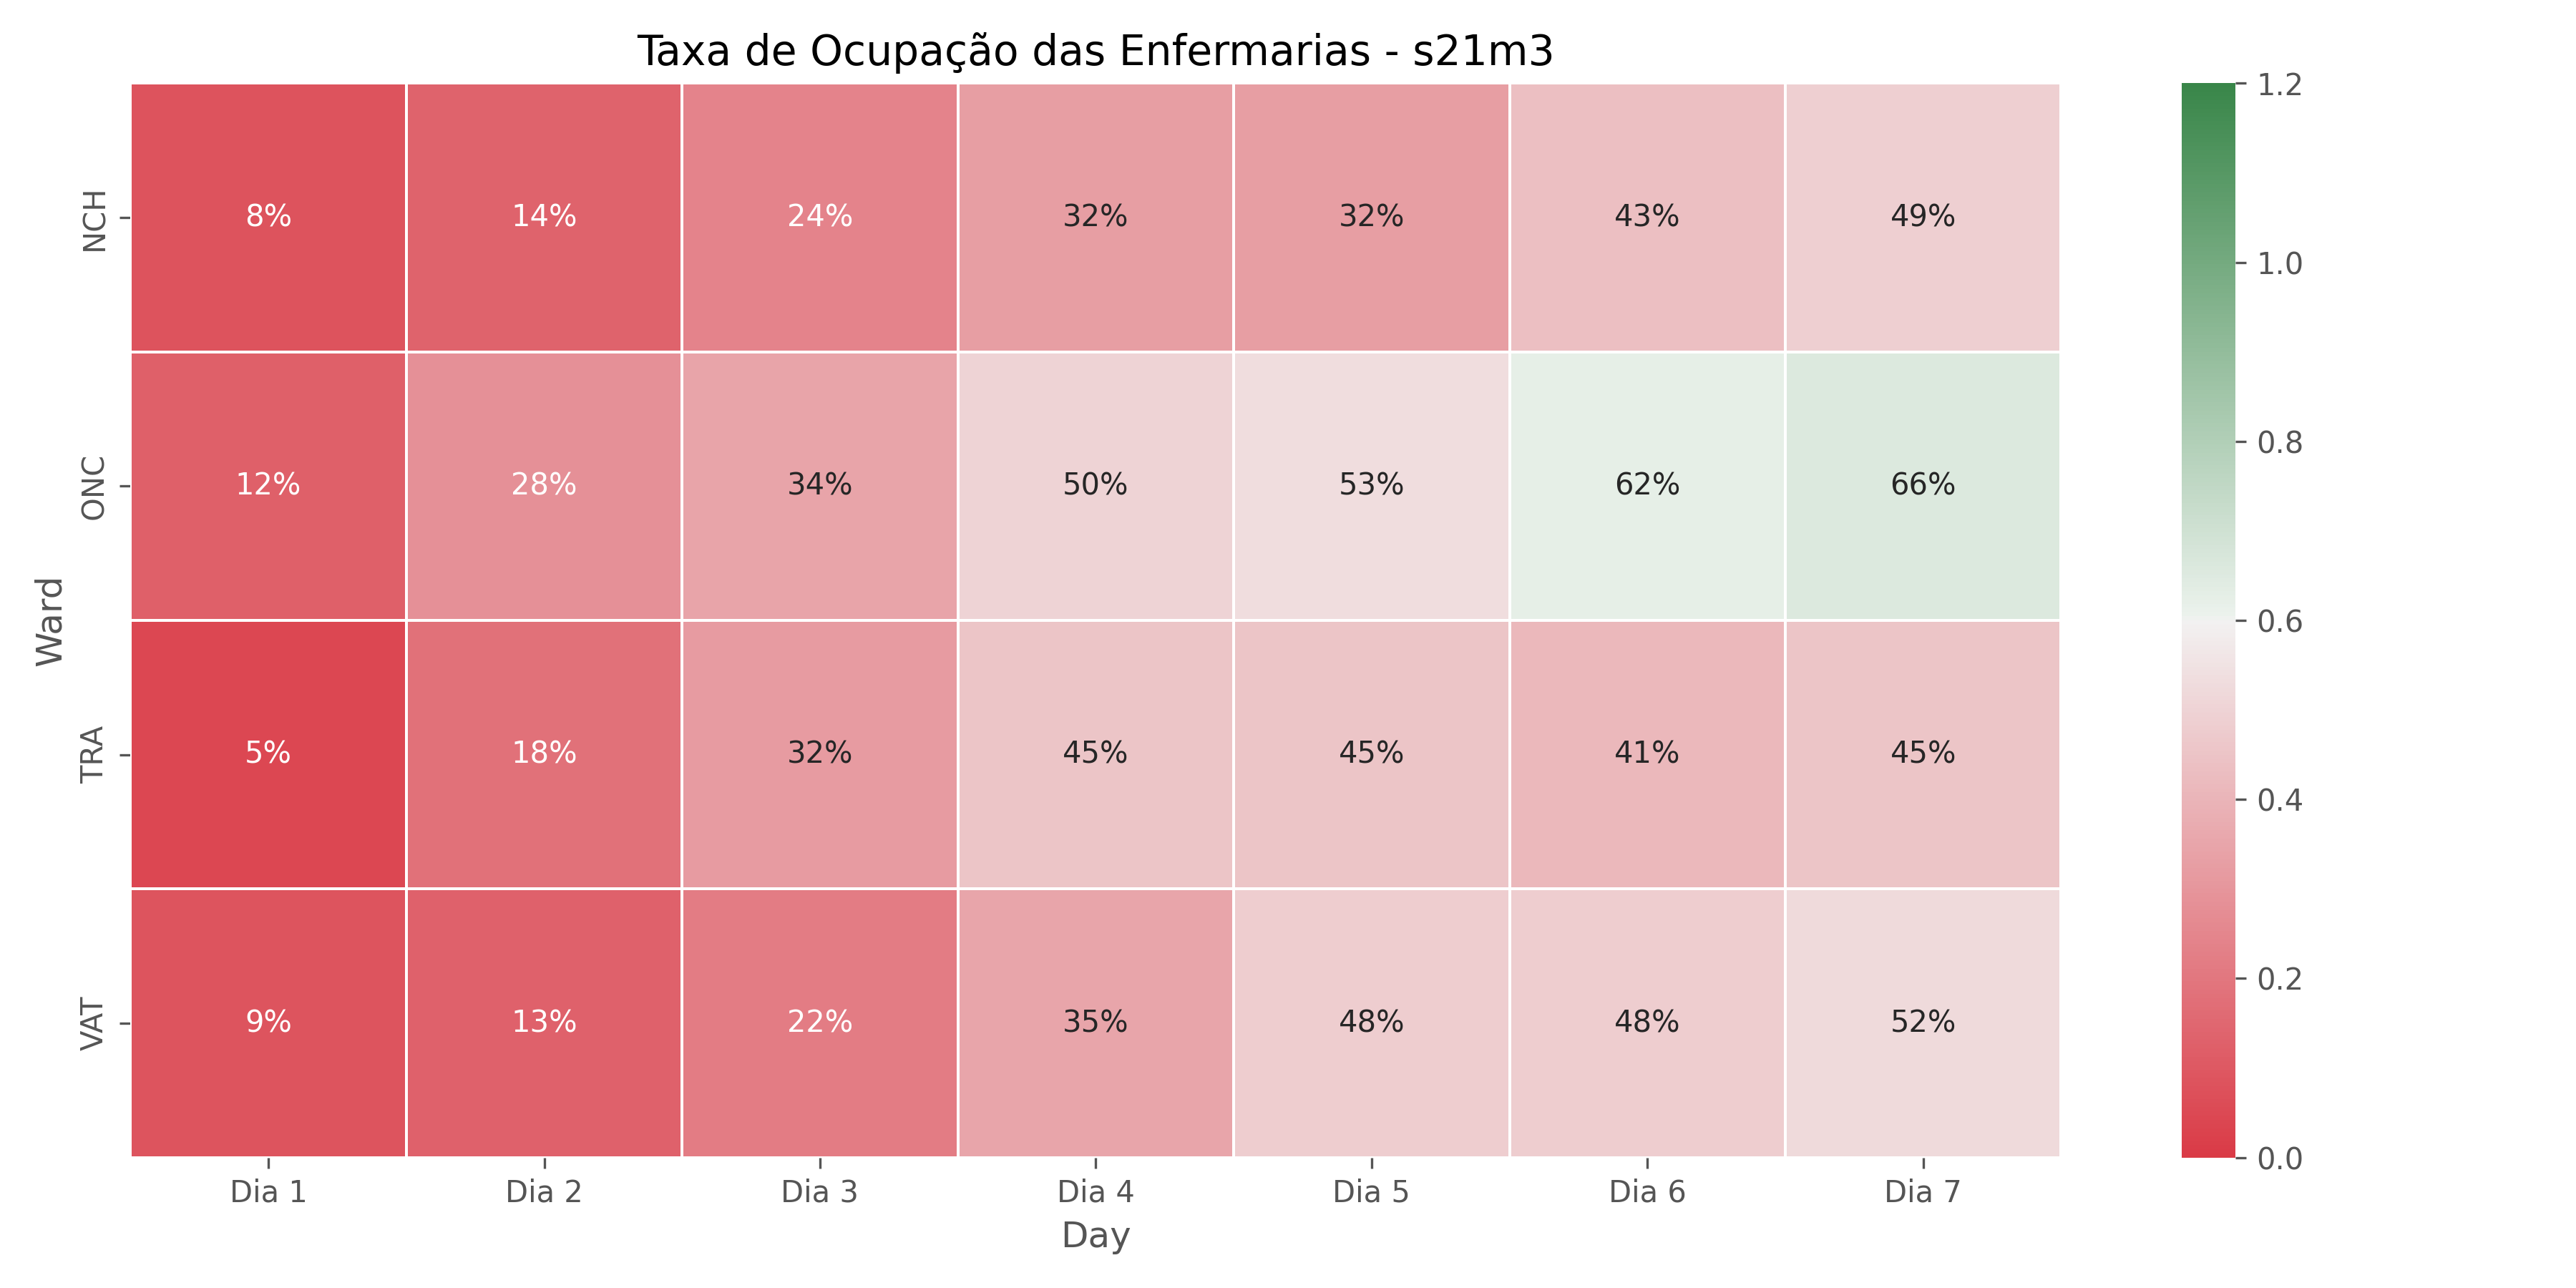 Taxa de Ocupação das Enfermarias - s21m3
Ward
NCH
8% 14% 24% 32% 32% 43% 49%
ONC
12% 28% 34% 50% 53% 62% 66%
TRA
5% 18% 32% 45% 45% 41% 45%
VAT
9% 13% 22% 35% 48% 48% 52%
Dia 1 Dia 2 Dia 3 Dia 4 Dia 5 Dia 6 Dia 7
Day
1.2
1.0
0.8
0.6
0.4
0.2
0.0